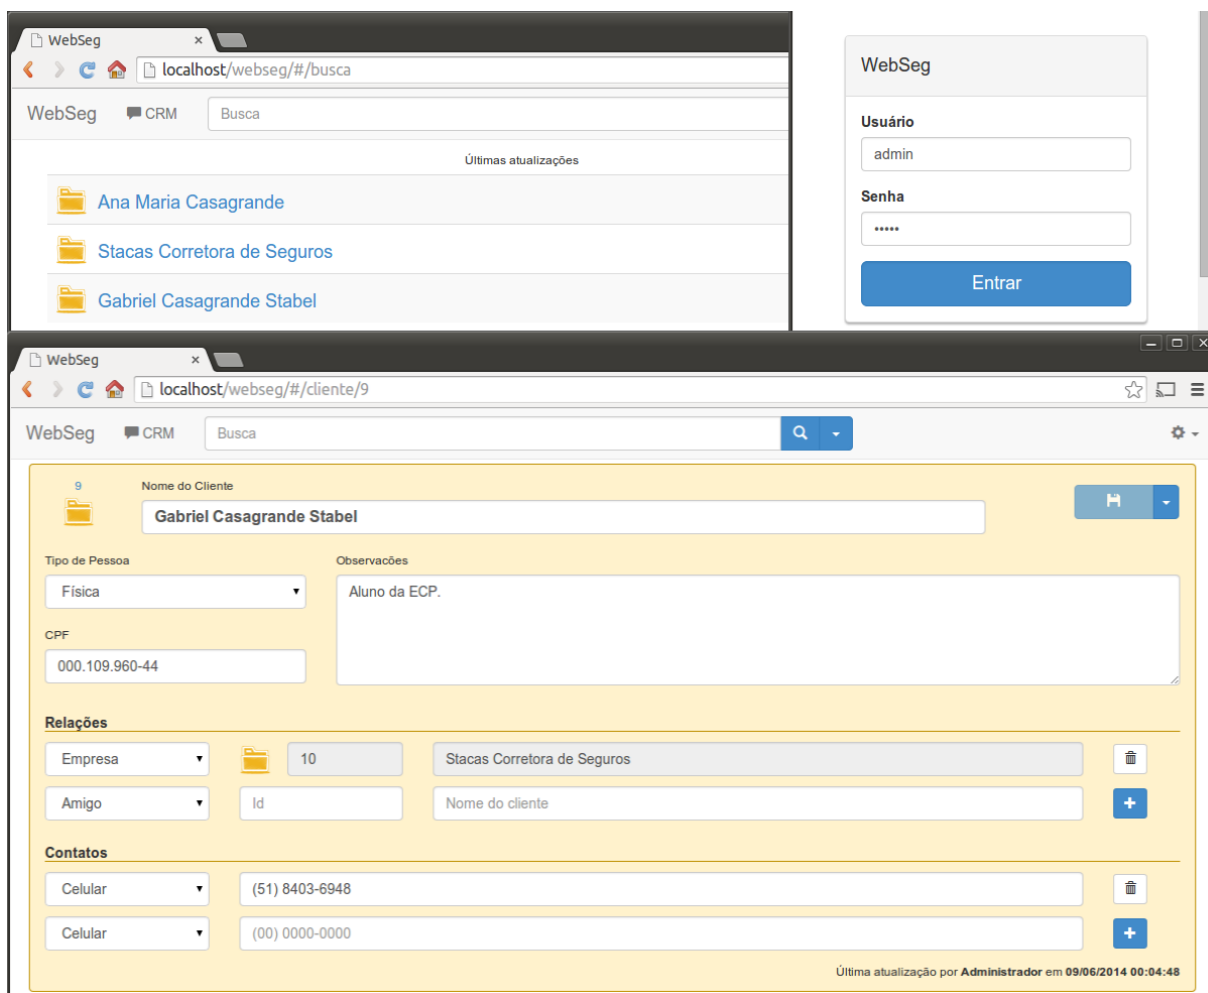 WebSeg
localhost/webseg/#/busca
WebSeg CRM Busca
Últimas atualizações
Ana Maria Casagrande
Stacas Corretora de Seguros
Gabriel Casagrande Stabel
WebSeg
Usuário
admin
Senha
•••••
Entrar
WebSeg
localhost/webseg/#/cliente/9
WebSeg CRM Busca
9 Nome do Cliente
Gabriel Casagrande Stabel
Tipo de Pessoa Observacões
Física Aluno da ECP.
CPF
000.109.960-44
Relações
Empresa 10 Stacas Corretora de Seguros
Amigo Id Nome do cliente
Contatos
Celular (51) 8403-6948
Celular (00) 0000-0000
Última atualização por Administrador em 09/06/2014 00:04:48